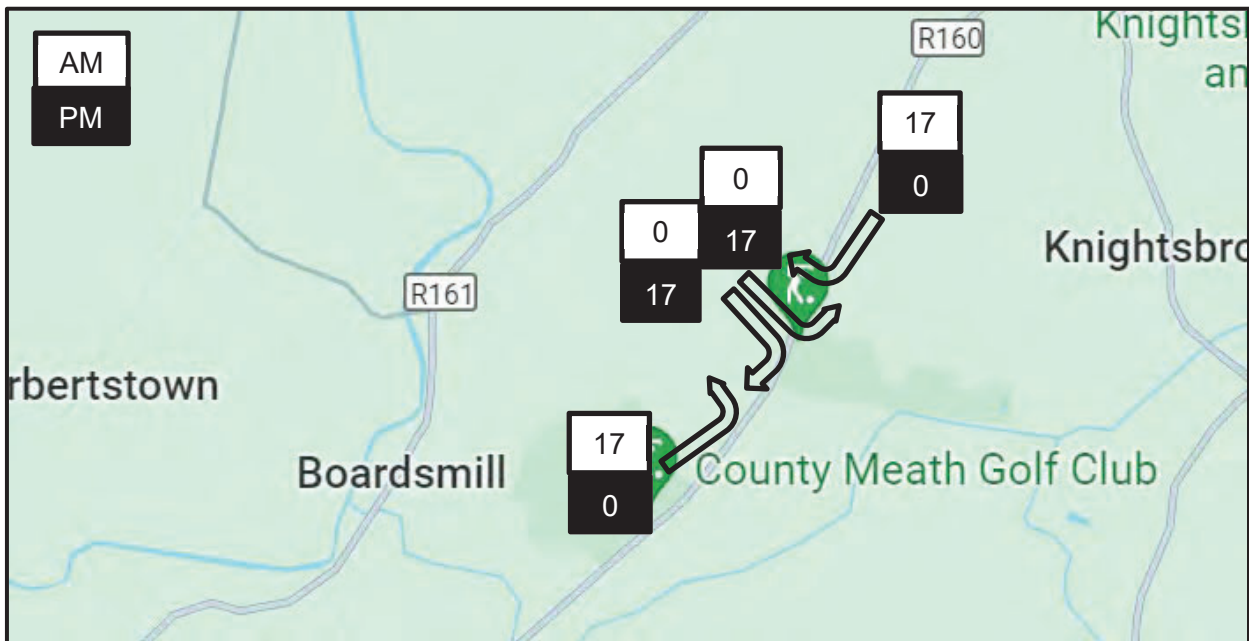 AM
PM
R160
Knights
an
17
0
0
17
0
17
Knightsbro
R161
rbertstown
17
0
Boardsmill
County Meath Golf Club